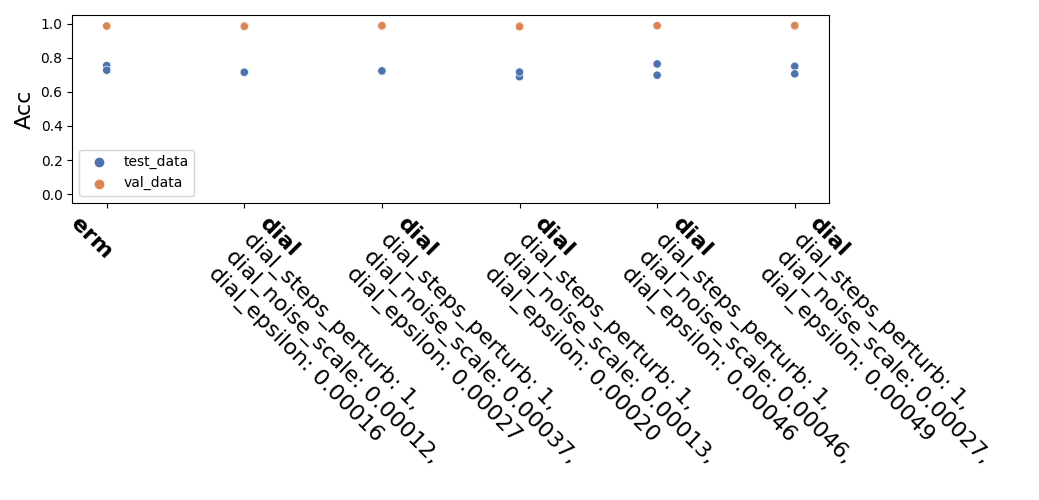 1.0
0.8
0.6
0.4
0.2
0.0
Acc
test_data
val_data
erm
dial
dial_steps_perturb: 1,
dial_noise_scale: 0.00012,
dial_epsilon: 0.00016
dial
dial_steps_perturb: 1,
dial_noise_scale: 0.00037,
dial_epsilon: 0.00027
dial
dial_steps_perturb: 1,
dial_noise_scale: 0.00013,
dial_epsilon: 0.00020
dial
dial_steps_perturb: 1,
dial_noise_scale: 0.00046,
dial_epsilon: 0.00046
dial
dial_steps_perturb: 1,
dial_noise_scale: 0.00027,
dial_epsilon: 0.00049